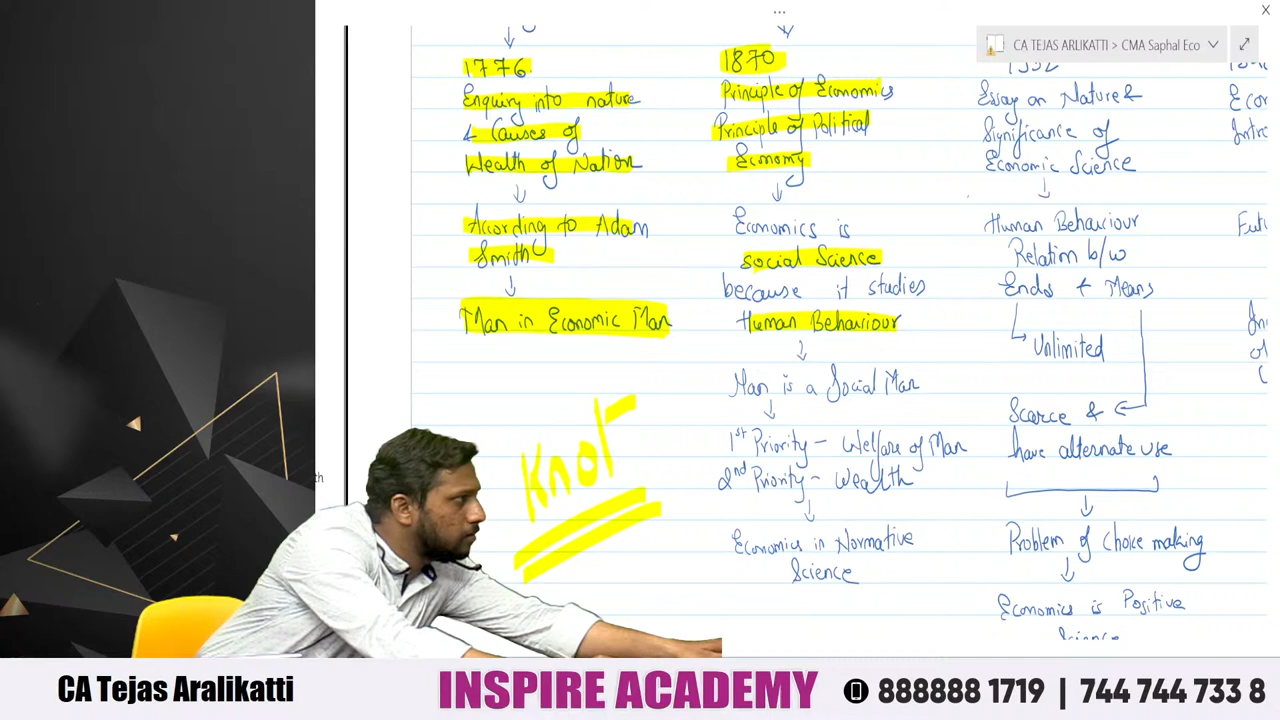 CA TEJAS ARLIKATTI > CMA Saphal Eco
1776
Enquiry into nature
& Causes of
Wealth of Nation
According to Adam
Smith
Man in Economic Man
Knot
1870
Principle of Economics
Principle of Political
Economy
Economics is
social Science
because it studies
Human Behaviour
Man is a Social Man
1st Priority - Welfare of Man
2nd Priority - Wealth
Economics in Normative
Science
Essay on Nature &
Significance of
Economic Science
Human Behaviour
Relation b/w
Ends & Means
Unlimited
Scarce &
have alternate use
Problem of Choice making
Economics is Positive
Science
CA Tejas Aralikatti
INSPIRE ACADEMY
888888 1719 | 744 744 733 8